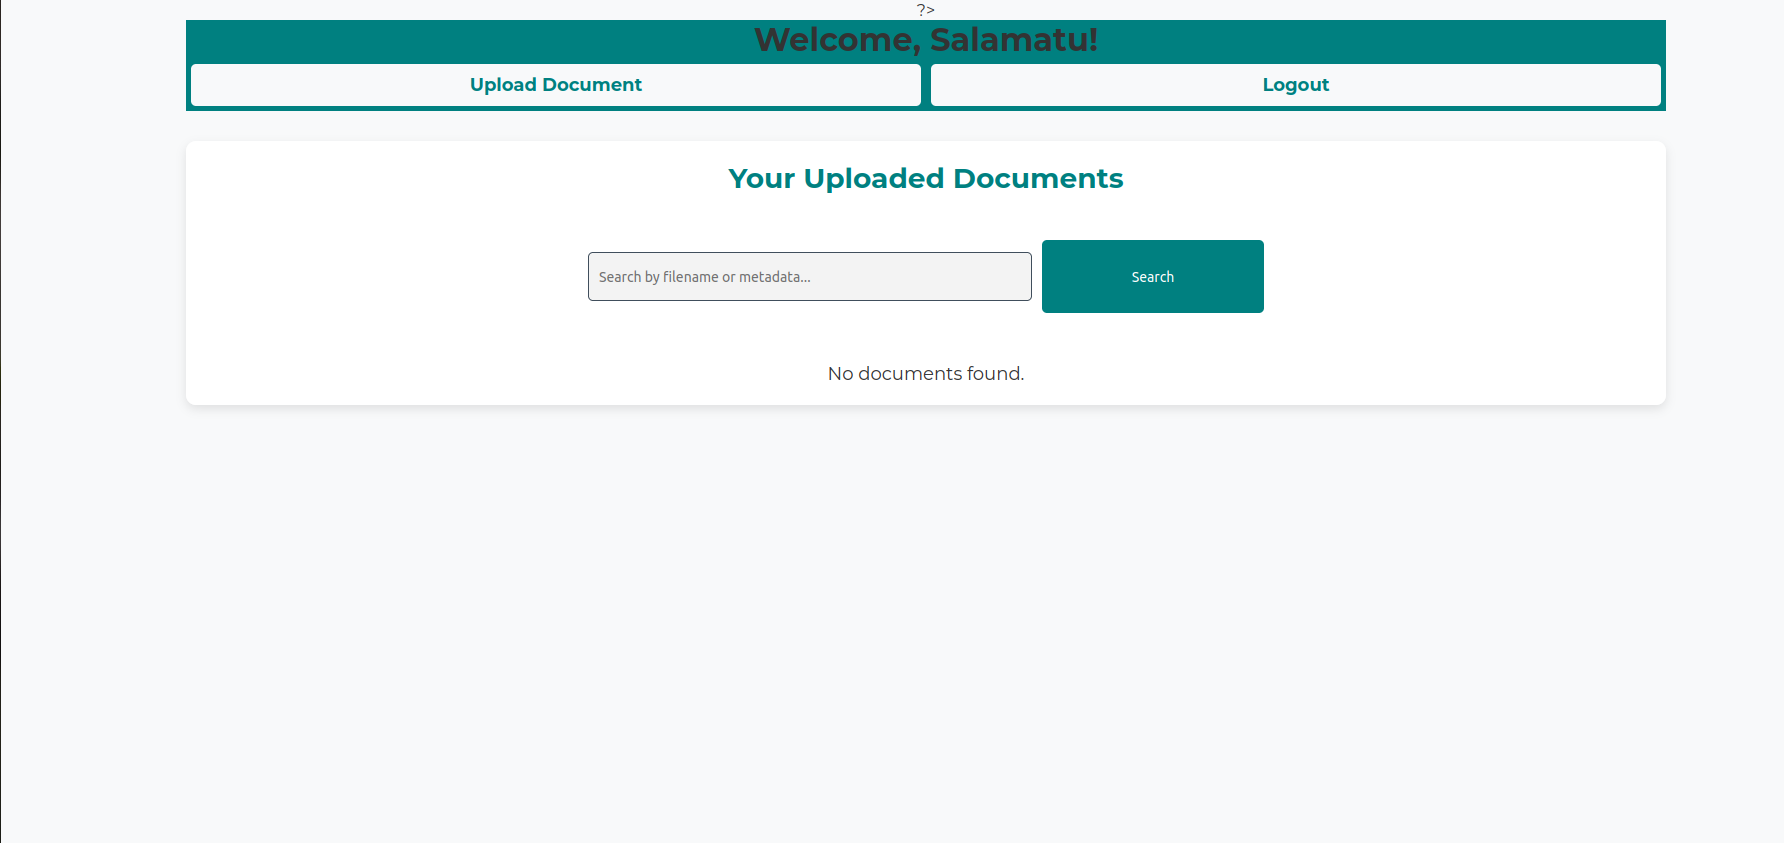 ?>
Welcome, Salamatu!
Upload Document
Logout
Your Uploaded Documents
Search by filename or metadata...
Search
No documents found.